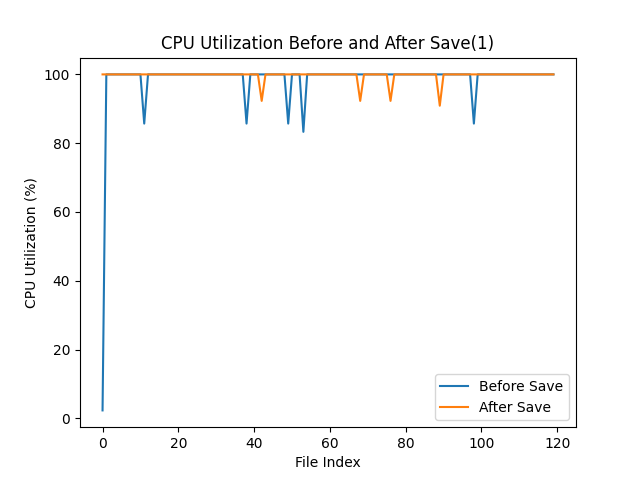 CPU Utilization Before and After Save(1)
100
80
60
40
20
0
CPU Utilization (%)
Before Save
After Save
0 20 40 60 80 100 120
File Index